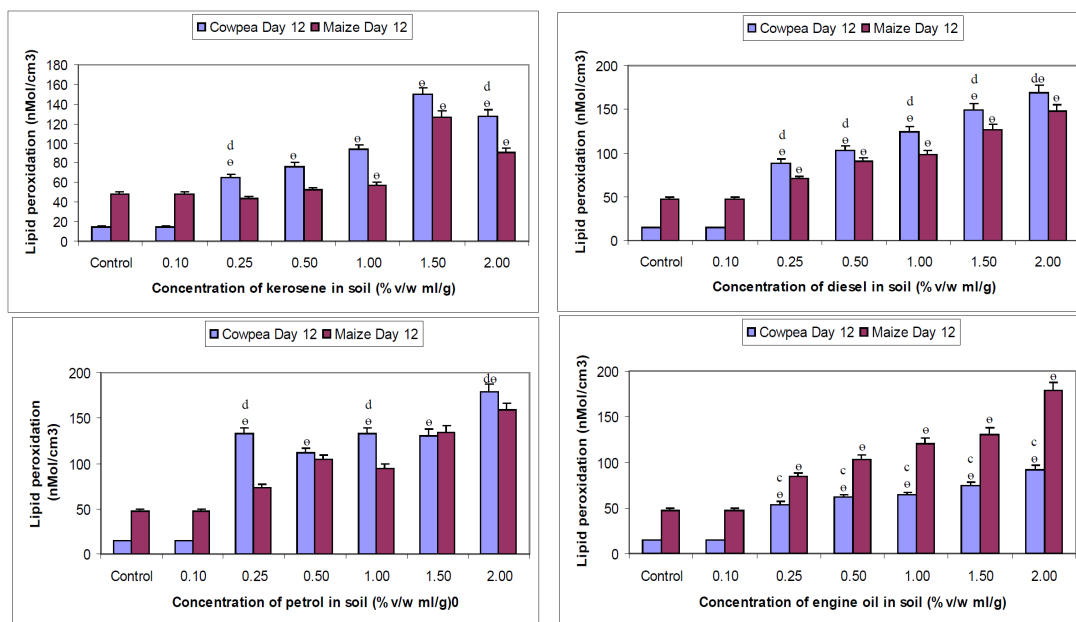 Cowpea Day 12 Maize Day 12
Lipid peroxidation (nMol/cm3)
180
160
140
120
100
80
60
40
20
0
d
ө
ө
ө
ө
ө
d
ө
ө
Control 0.10 0.25 0.50 1.00 1.50 2.00
Concentration of kerosene in soil (% v/w ml/g)
Cowpea Day 12 Maize Day 12
Lipid peroxidation (nMol/cm3)
200
150
100
50
0
d
ө
ө
d
ө
ө
d
ө
ө
d
ө
ө
dө
ө
Control 0.10 0.25 0.50 1.00 1.50 2.00
Concentration of diesel in soil (% v/w ml/g)
Cowpea Day 12 Maize Day 12
Lipid peroxidation
(nMol/cm3)
200
150
100
50
0
d
ө
ө
d
ө
ө
dө
Control 0.10 0.25 0.50 1.00 1.50 2.00
Concentration of petrol in soil (% v/w ml/g)0
Cowpea Day 12 Maize Day 12
Lipid peroxidation (nMol/cm3)
200
150
100
50
0
c
ө
ө
c
ө
ө
c
ө
ө
c
ө
ө
c
ө
ө
Control 0.10 0.25 0.50 1.00 1.50 2.00
Concentration of engine oil in soil (% v/w ml/g)